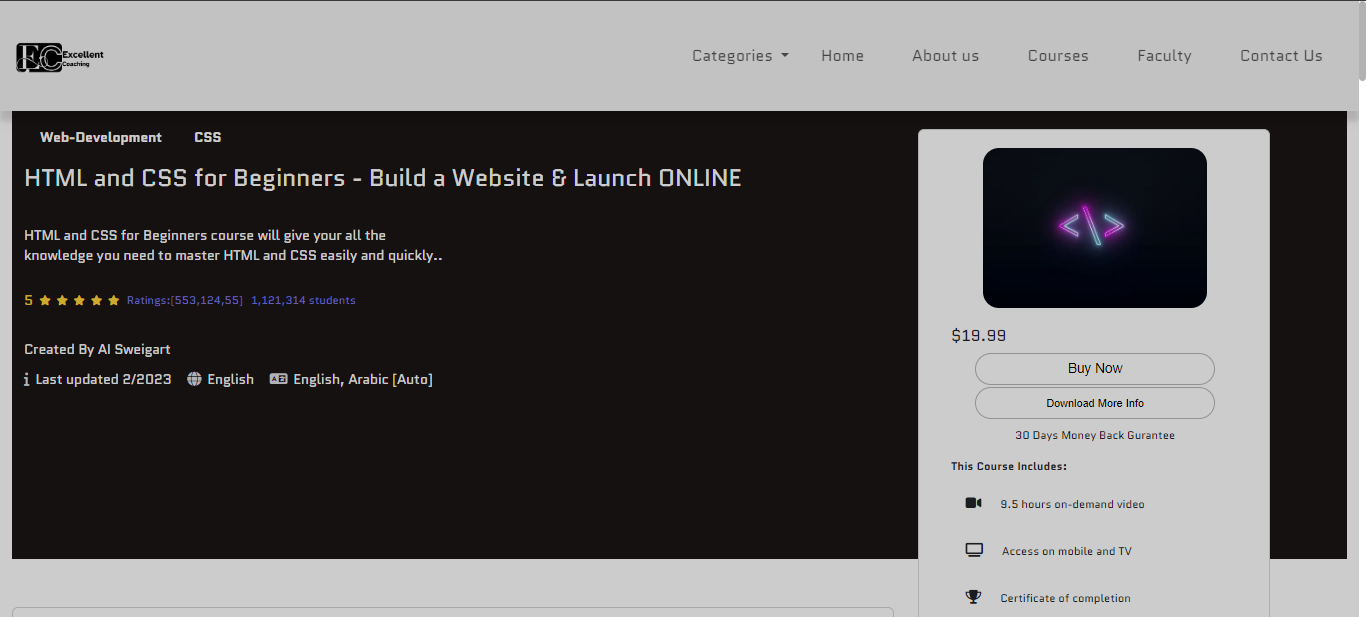 EC Excellent
Coaching
Categories Home About us Courses Faculty Contact Us
Web-Development CSS
HTML and CSS for Beginners - Build a Website & Launch ONLINE
HTML and CSS for Beginners course will give your all the
knowledge you need to master HTML and CSS easily and quickly..
5 Ratings:[553,124,55] 1,121,314 students
Created By AI Sweigart
Last updated 2/2023 English English, Arabic [Auto]
</>
$19.99
Buy Now
Download More Info
30 Days Money Back Gurantee
This Course Includes:
9.5 hours on-demand video
Access on mobile and TV
Certificate of completion